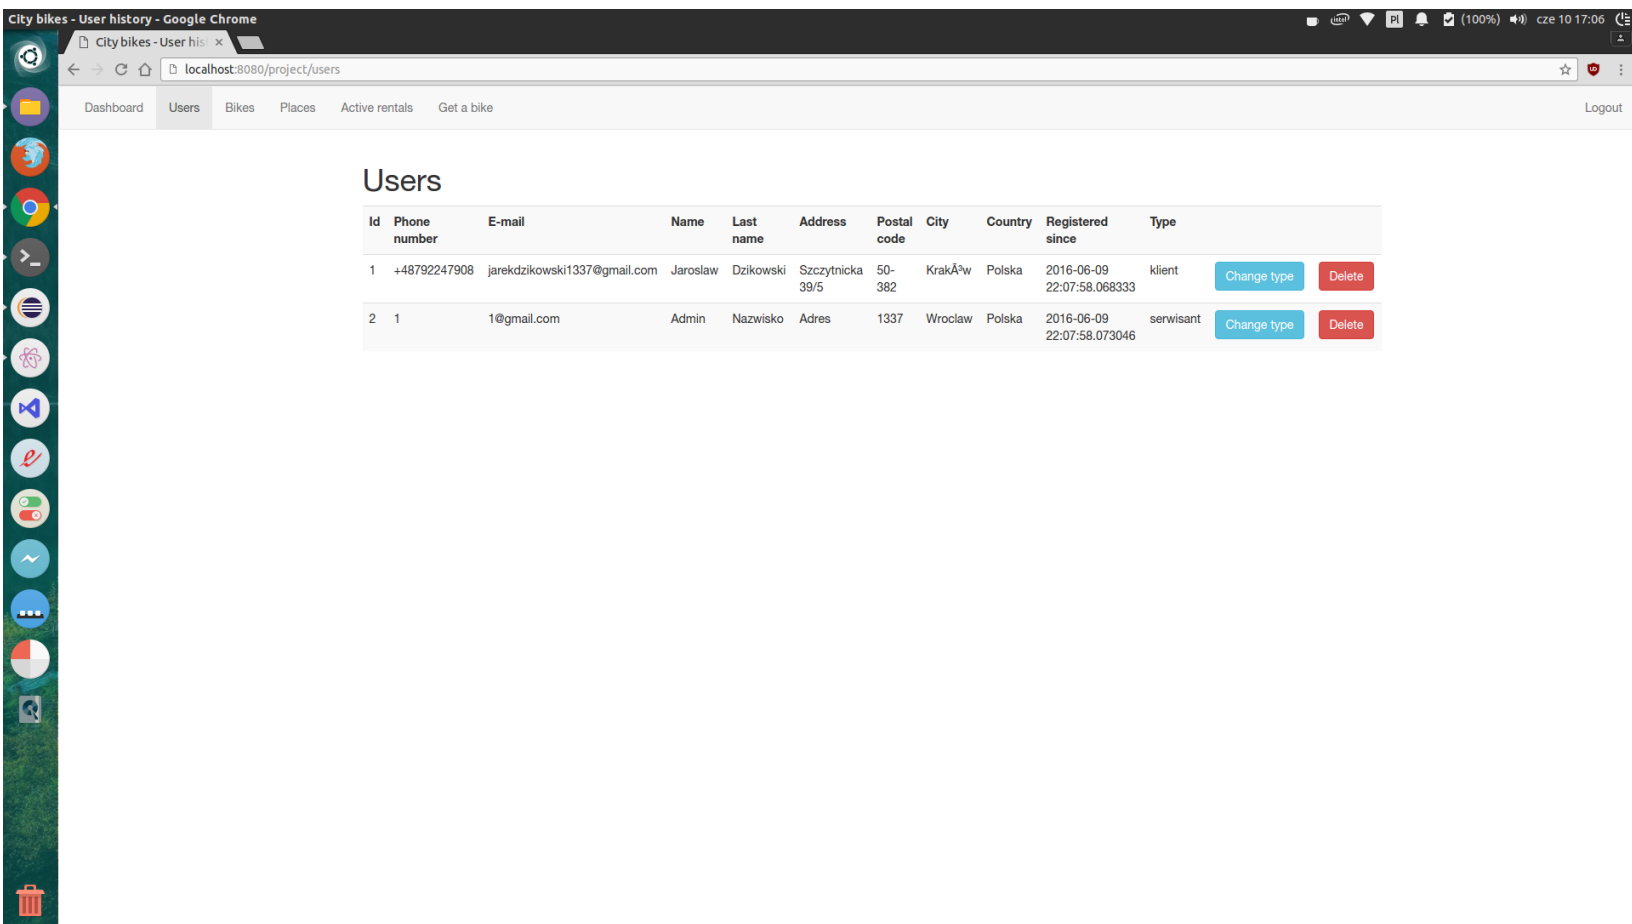 City bikes - User history - Google Chrome
Pl (100%) cze 10 17:06
City bikes - User his
localhost:8080/project/users
Dashboard Users Bikes Places Active rentals Get a bike Logout
Users
Id Phone number E-mail Name Last name Address Postal code City Country Registered since Type
1 +48792247908 jarekdzikowski1337@gmail.com Jaroslaw Dzikowski Szczytnicka 39/5 50-382 KrakÃ³w Polska 2016-06-09 22:07:58.068333 klient Change type Delete
2 1 1@gmail.com Admin Nazwisko Adres 1337 Wroclaw Polska 2016-06-09 22:07:58.073046 serwisant Change type Delete